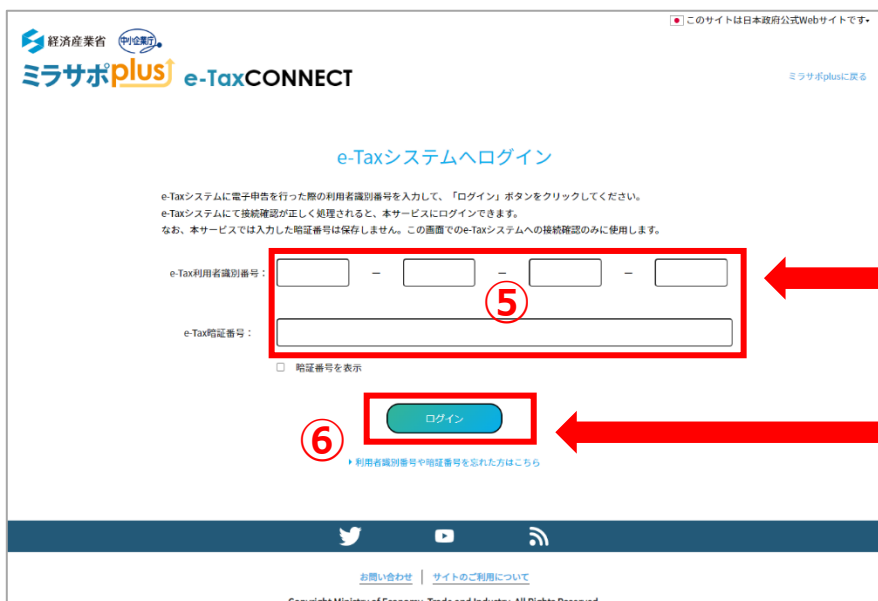 このサイトは日本政府公式Webサイトです
経済産業省 中小企業庁
ミラサポplus e-TaxCONNECT
ミラサポplusに戻る
e-Taxシステムへログイン
e-Taxシステムに電子申告を行った際の利用者識別番号を入力して、「ログイン」ボタンをクリックしてください。
e-Taxシステムにて接続確認が正しく処理されると、本サービスにログインできます。
なお、本サービスでは入力した暗証番号は保存しません。この画面でのe-Taxシステムへの接続確認のみに使用します。
e-Tax利用者識別番号： － － －
⑤
e-Tax暗証番号：
暗証番号を表示
ログイン
⑥
利用者識別番号や暗証番号を忘れた方はこちら
お問い合わせ | サイトのご利用について
Copyright Ministry of Economy, Trade and Industry. All Rights Reserved.